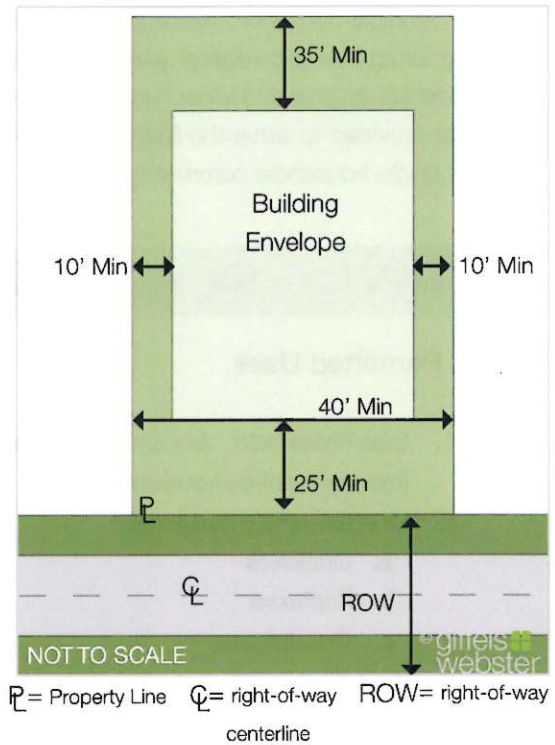 35' Min
Building
Envelope
10' Min
10' Min
40' Min
25' Min
PL
CL
ROW
NOT TO SCALE
© giffels
webster
PL = Property Line CL = right-of-way ROW= right-of-way
centerline